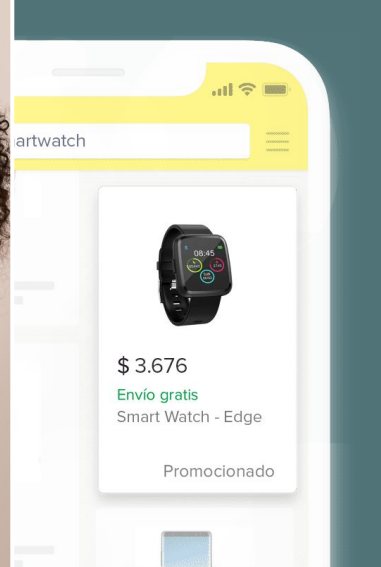 artwatch
08:45
$ 3.676
Envío gratis
Smart Watch - Edge
Promocionado